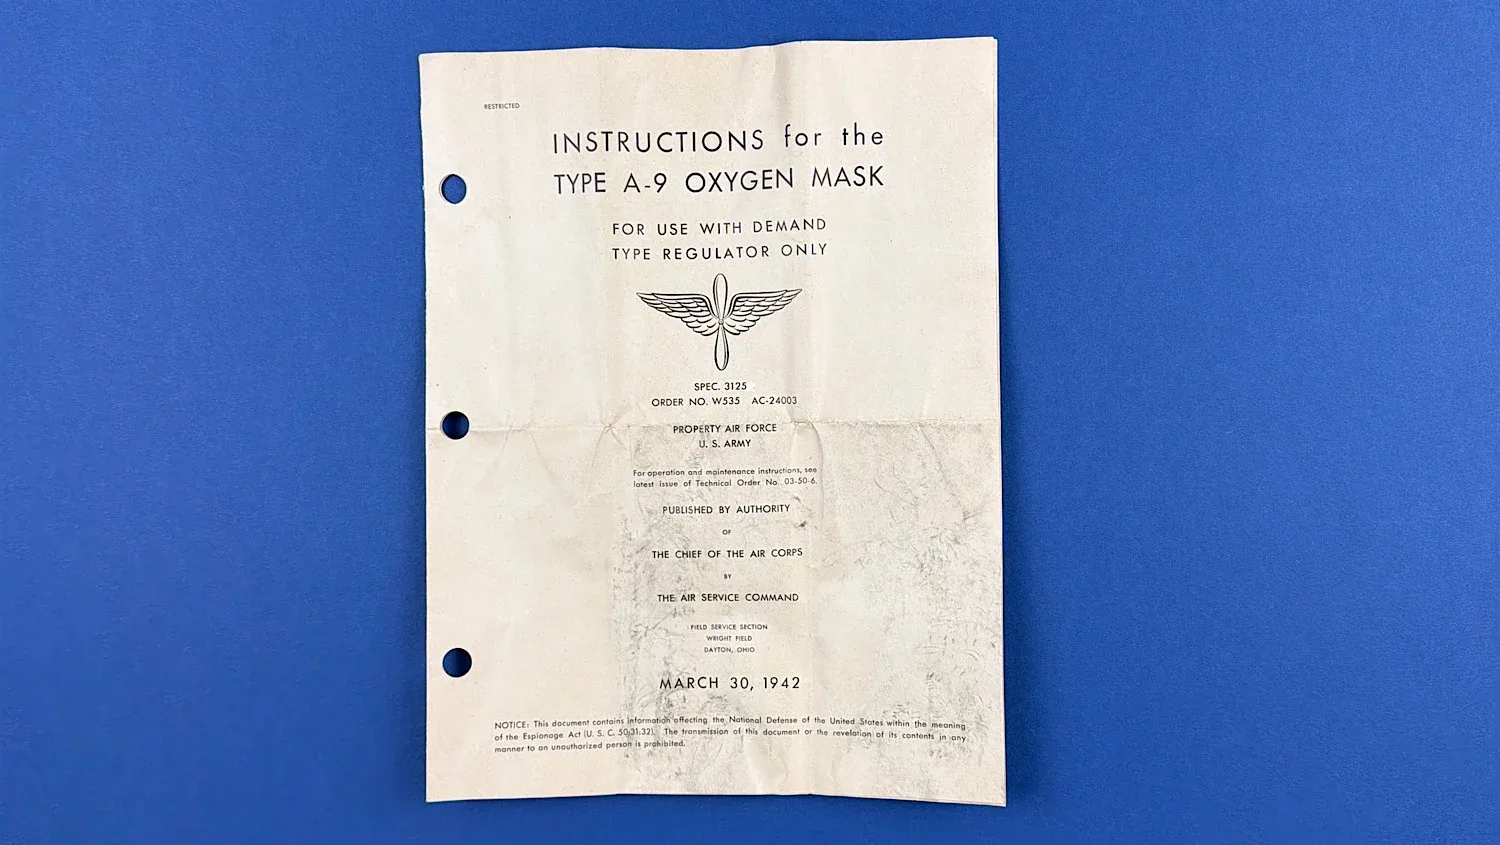 RESTRICTED
INSTRUCTIONS for the
TYPE A-9 OXYGEN MASK
FOR USE WITH DEMAND
TYPE REGULATOR ONLY
SPEC. 3125
ORDER NO. W535 AC-24003
PROPERTY AIR FORCE
U. S. ARMY
For operation and maintenance instructions, see
latest issue of Technical Order No. 03-50-6.
PUBLISHED BY AUTHORITY
OF
THE CHIEF OF THE AIR CORPS
BY
THE AIR SERVICE COMMAND
FIELD SERVICE SECTION
WRIGHT FIELD
DAYTON, OHIO
MARCH 30, 1942
NOTICE: This document contains information affecting the National Defense of the United States within the meaning
of the Espionage Act (U. S. C. 50:31:32). The transmission of this document or the revelation of its contents in any
manner to an unauthorized person is prohibited.